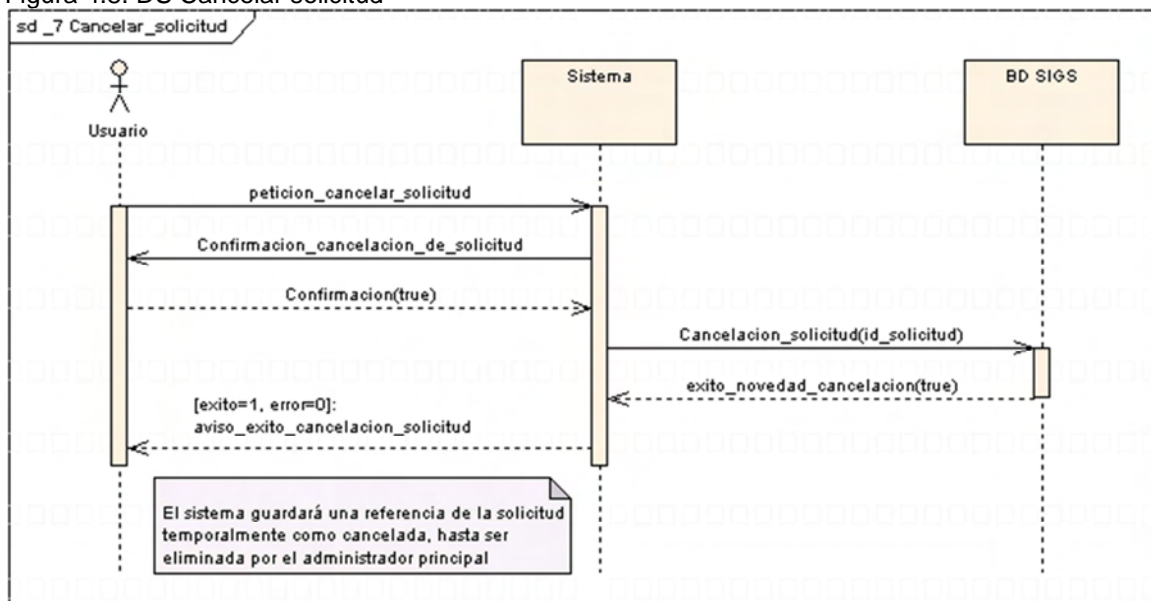 sd _7 Cancelar_solicitud
Usuario
Sistema
BD SIGS
peticion_cancelar_solicitud
Confirmacion_cancelacion_de_solicitud
Confirmacion(true)
Cancelacion_solicitud(id_solicitud)
exito_novedad_cancelacion(true)
[exito=1, error=0]:
aviso_exito_cancelacion_solicitud
El sistema guardará una referencia de la solicitud
temporalmente como cancelada, hasta ser
eliminada por el administrador principal